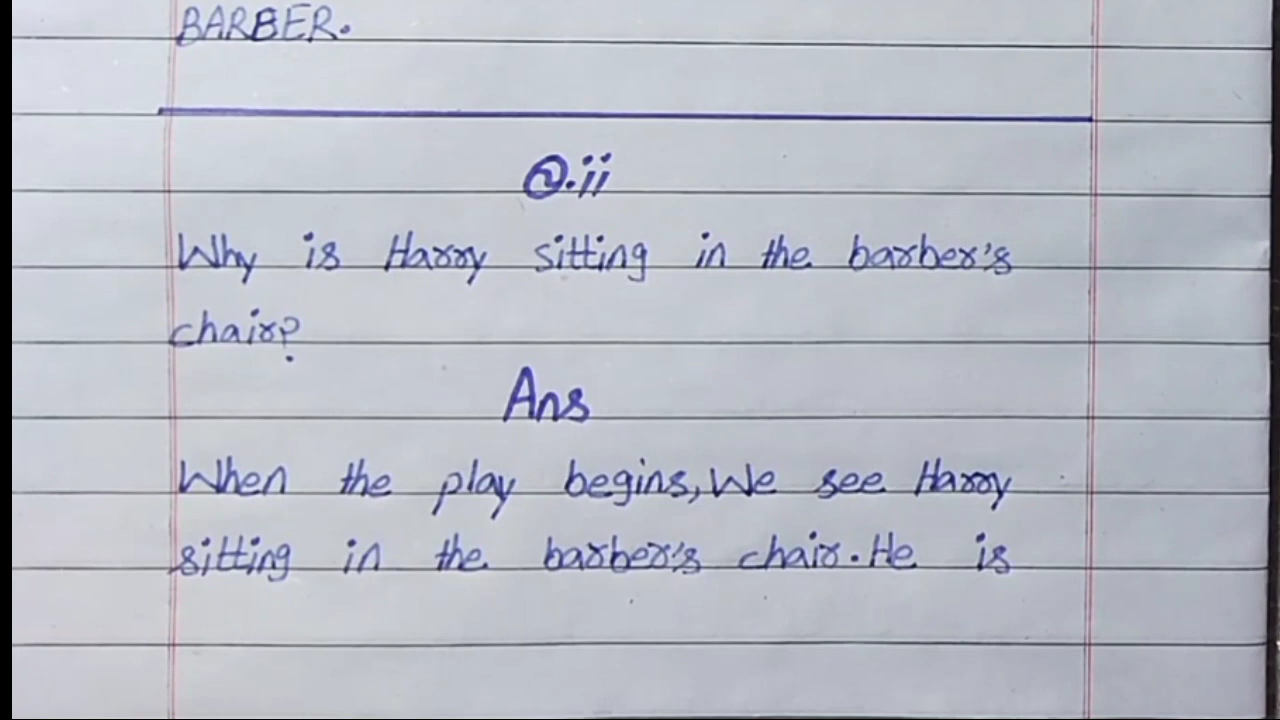 BARBER.
Q.ii
Why is Harry sitting in the barber's
chair?
Ans
When the play begins, We see Harry
sitting in the barber's chair. He is